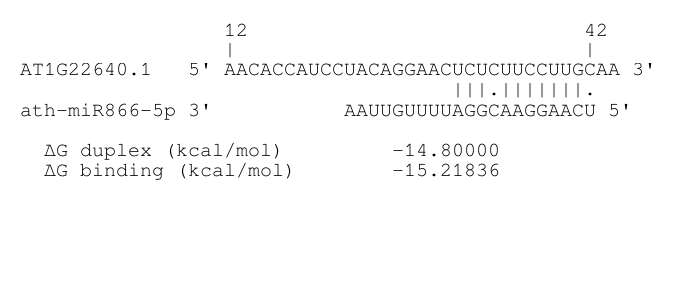 12 42
| |
AT1G22640.1 5' AACACCAUCCUACAGGAACUCUCUUCCUUGCAA 3'
|||.|||||||.
ath-miR866-5p 3' AAUUGUUUUAGGCAAGGAACU 5'
ΔG duplex (kcal/mol) -14.80000
ΔG binding (kcal/mol) -15.21836